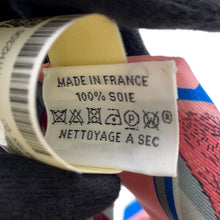 MADE IN FRANCE
100% SOIE
NETTOYAGE A SEC